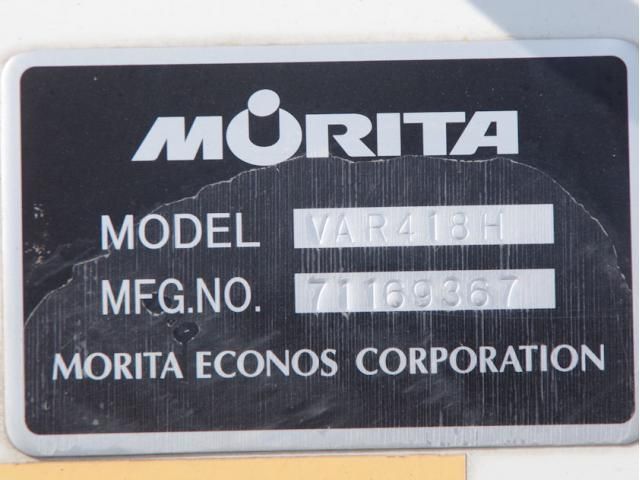 MORITA
MODEL VAR418H
MFG.NO. 71169367
MORITA ECONOS CORPORATION